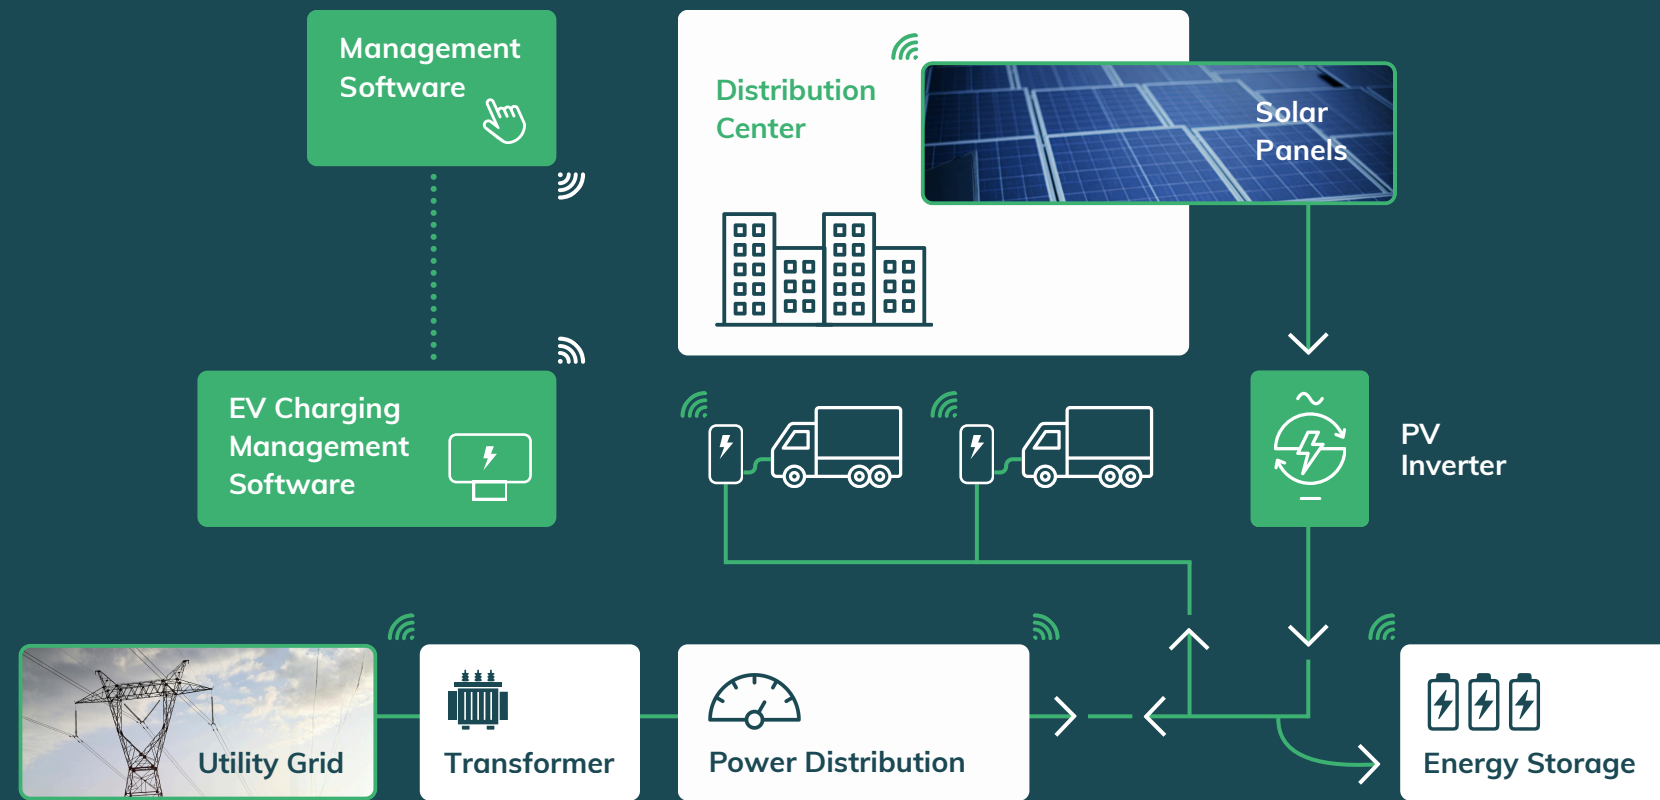 Management
Software
Distribution
Center
Solar
Panels
EV Charging
Management
Software
PV
Inverter
Utility Grid
Transformer
Power Distribution
Energy Storage